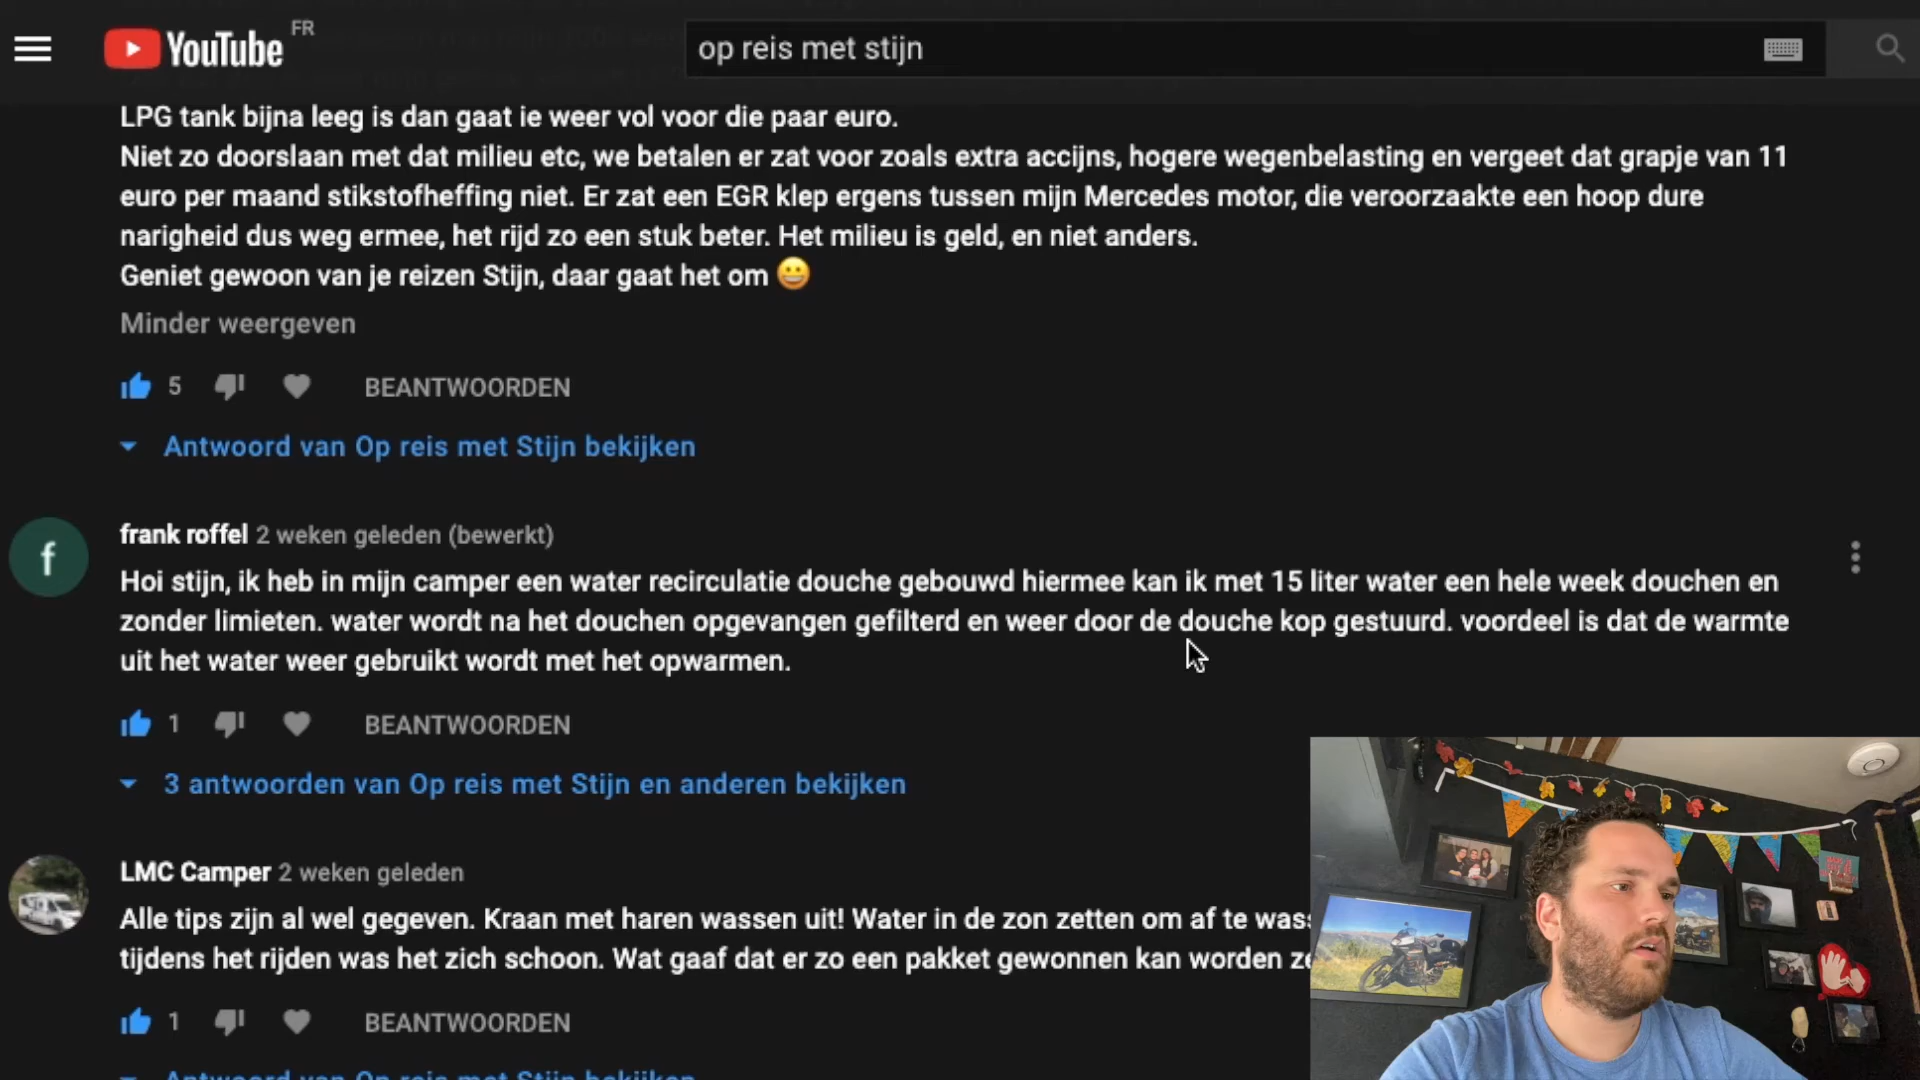 YouTube FR
op reis met stijn
LPG tank bijna leeg is dan gaat ie weer vol voor die paar euro.
Niet zo doorslaan met dat milieu etc, we betalen er zat voor zoals extra accijns, hogere wegenbelasting en vergeet dat grapje van 11
euro per maand stikstofheffing niet. Er zat een EGR klep ergens tussen mijn Mercedes motor, die veroorzaakte een hoop dure
narigheid dus weg ermee, het rijd zo een stuk beter. Het milieu is geld, en niet anders.
Geniet gewoon van je reizen Stijn, daar gaat het om 😀
Minder weergeven
5 BEANTWOORDEN
Antwoord van Op reis met Stijn bekijken
f
frank roffel 2 weken geleden (bewerkt)
Hoi stijn, ik heb in mijn camper een water recirculatie douche gebouwd hiermee kan ik met 15 liter water een hele week douchen en
zonder limieten. water wordt na het douchen opgevangen gefilterd en weer door de douche kop gestuurd. voordeel is dat de warmte
uit het water weer gebruikt wordt met het opwarmen.
1 BEANTWOORDEN
3 antwoorden van Op reis met Stijn en anderen bekijken
LMC Camper 2 weken geleden
Alle tips zijn al wel gegeven. Kraan met haren wassen uit! Water in de zon zetten om af te wass
tijdens het rijden was het zich schoon. Wat gaaf dat er zo een pakket gewonnen kan worden ze
1 BEANTWOORDEN
Antwoord van Op reis met Stijn bekijken